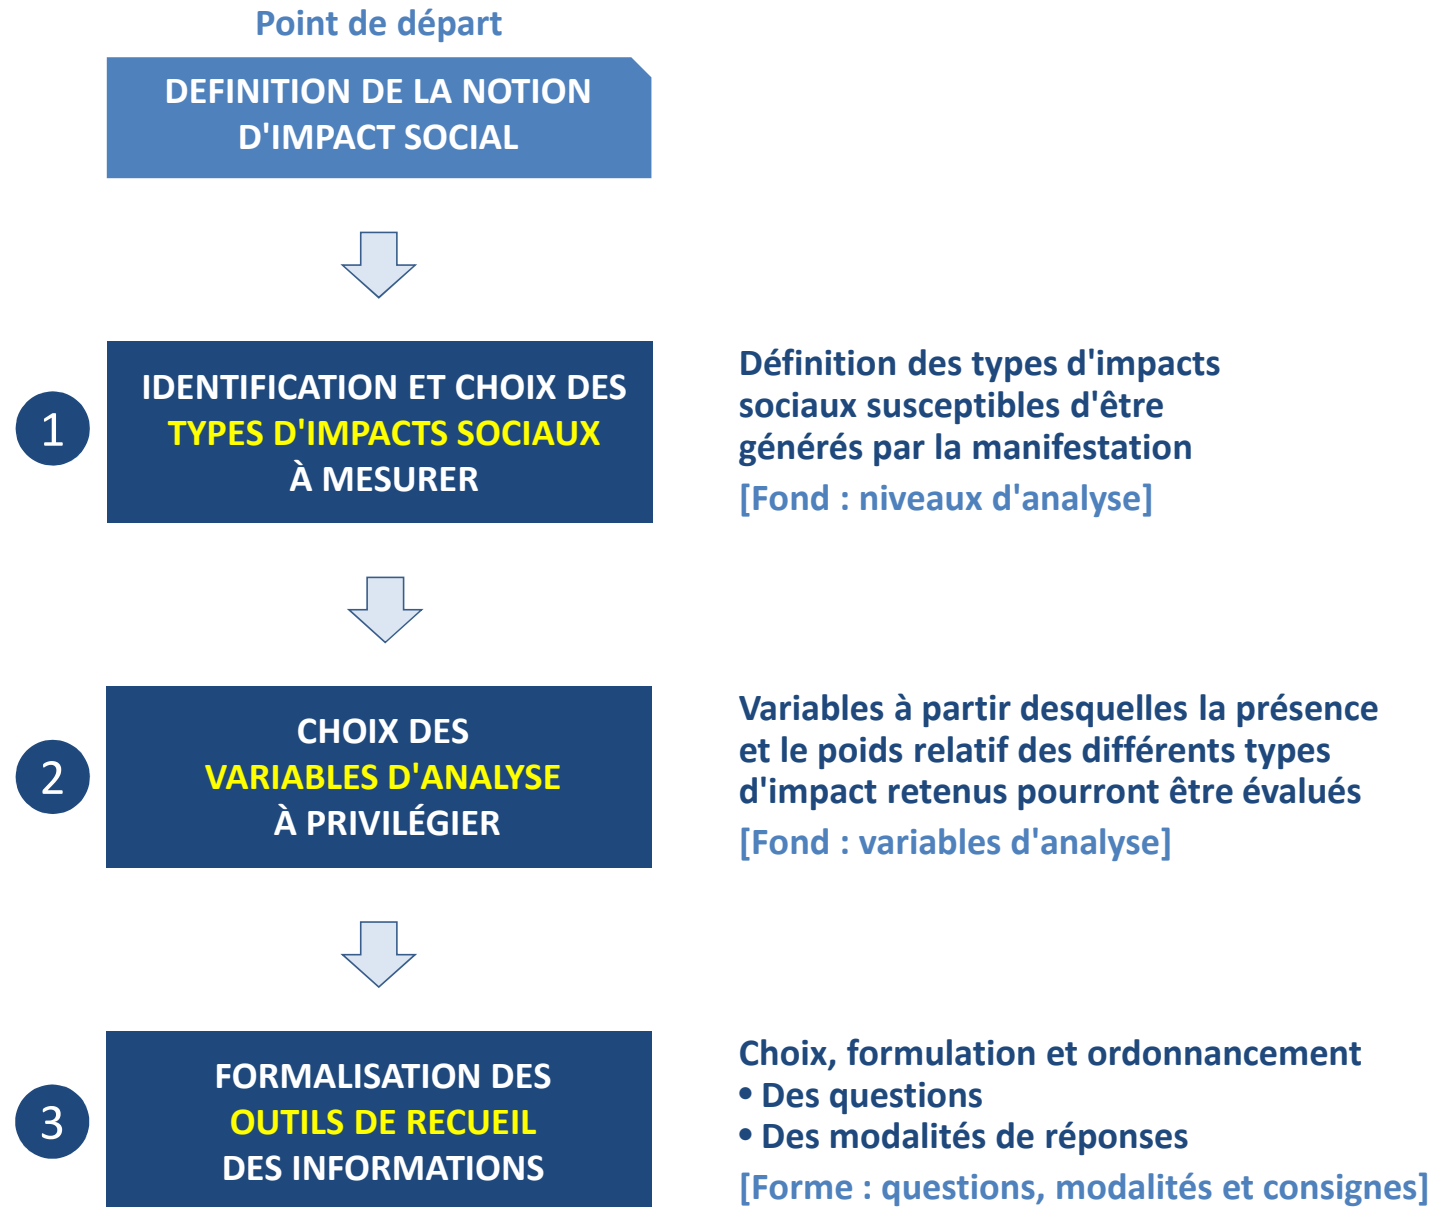 Point de départ
DEFINITION DE LA NOTION
D'IMPACT SOCIAL
1
IDENTIFICATION ET CHOIX DES
TYPES D'IMPACTS SOCIAUX
À MESURER
Définition des types d'impacts
sociaux susceptibles d'être
générés par la manifestation
[Fond : niveaux d'analyse]
2
CHOIX DES
VARIABLES D'ANALYSE
À PRIVILÉGIER
Variables à partir desquelles la présence
et le poids relatif des différents types
d'impact retenus pourront être évalués
[Fond : variables d'analyse]
3
FORMALISATION DES
OUTILS DE RECUEIL
DES INFORMATIONS
Choix, formulation et ordonnancement
• Des questions
• Des modalités de réponses
[Forme : questions, modalités et consignes]